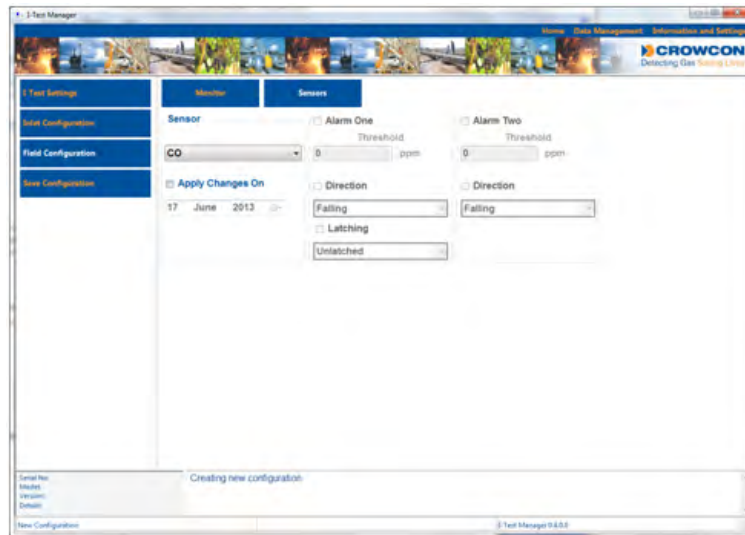 I-Test Manager
Home Data Management Information and Settings
CROWCON
Detecting Gas Saving Lives
I Test Settings
Monitor Sensors
Inlet Configuration
Sensor Alarm One Alarm Two
Threshold Threshold
Field Configuration
CO 0 ppm 0 ppm
Save Configuration
Apply Changes On Direction Direction
17 June 2013 Falling Falling
Latching
Unlatched
Serial No:
Model:
Version:
Details:
Creating new configuration
New Configuration I-Test Manager 0.6.0.0